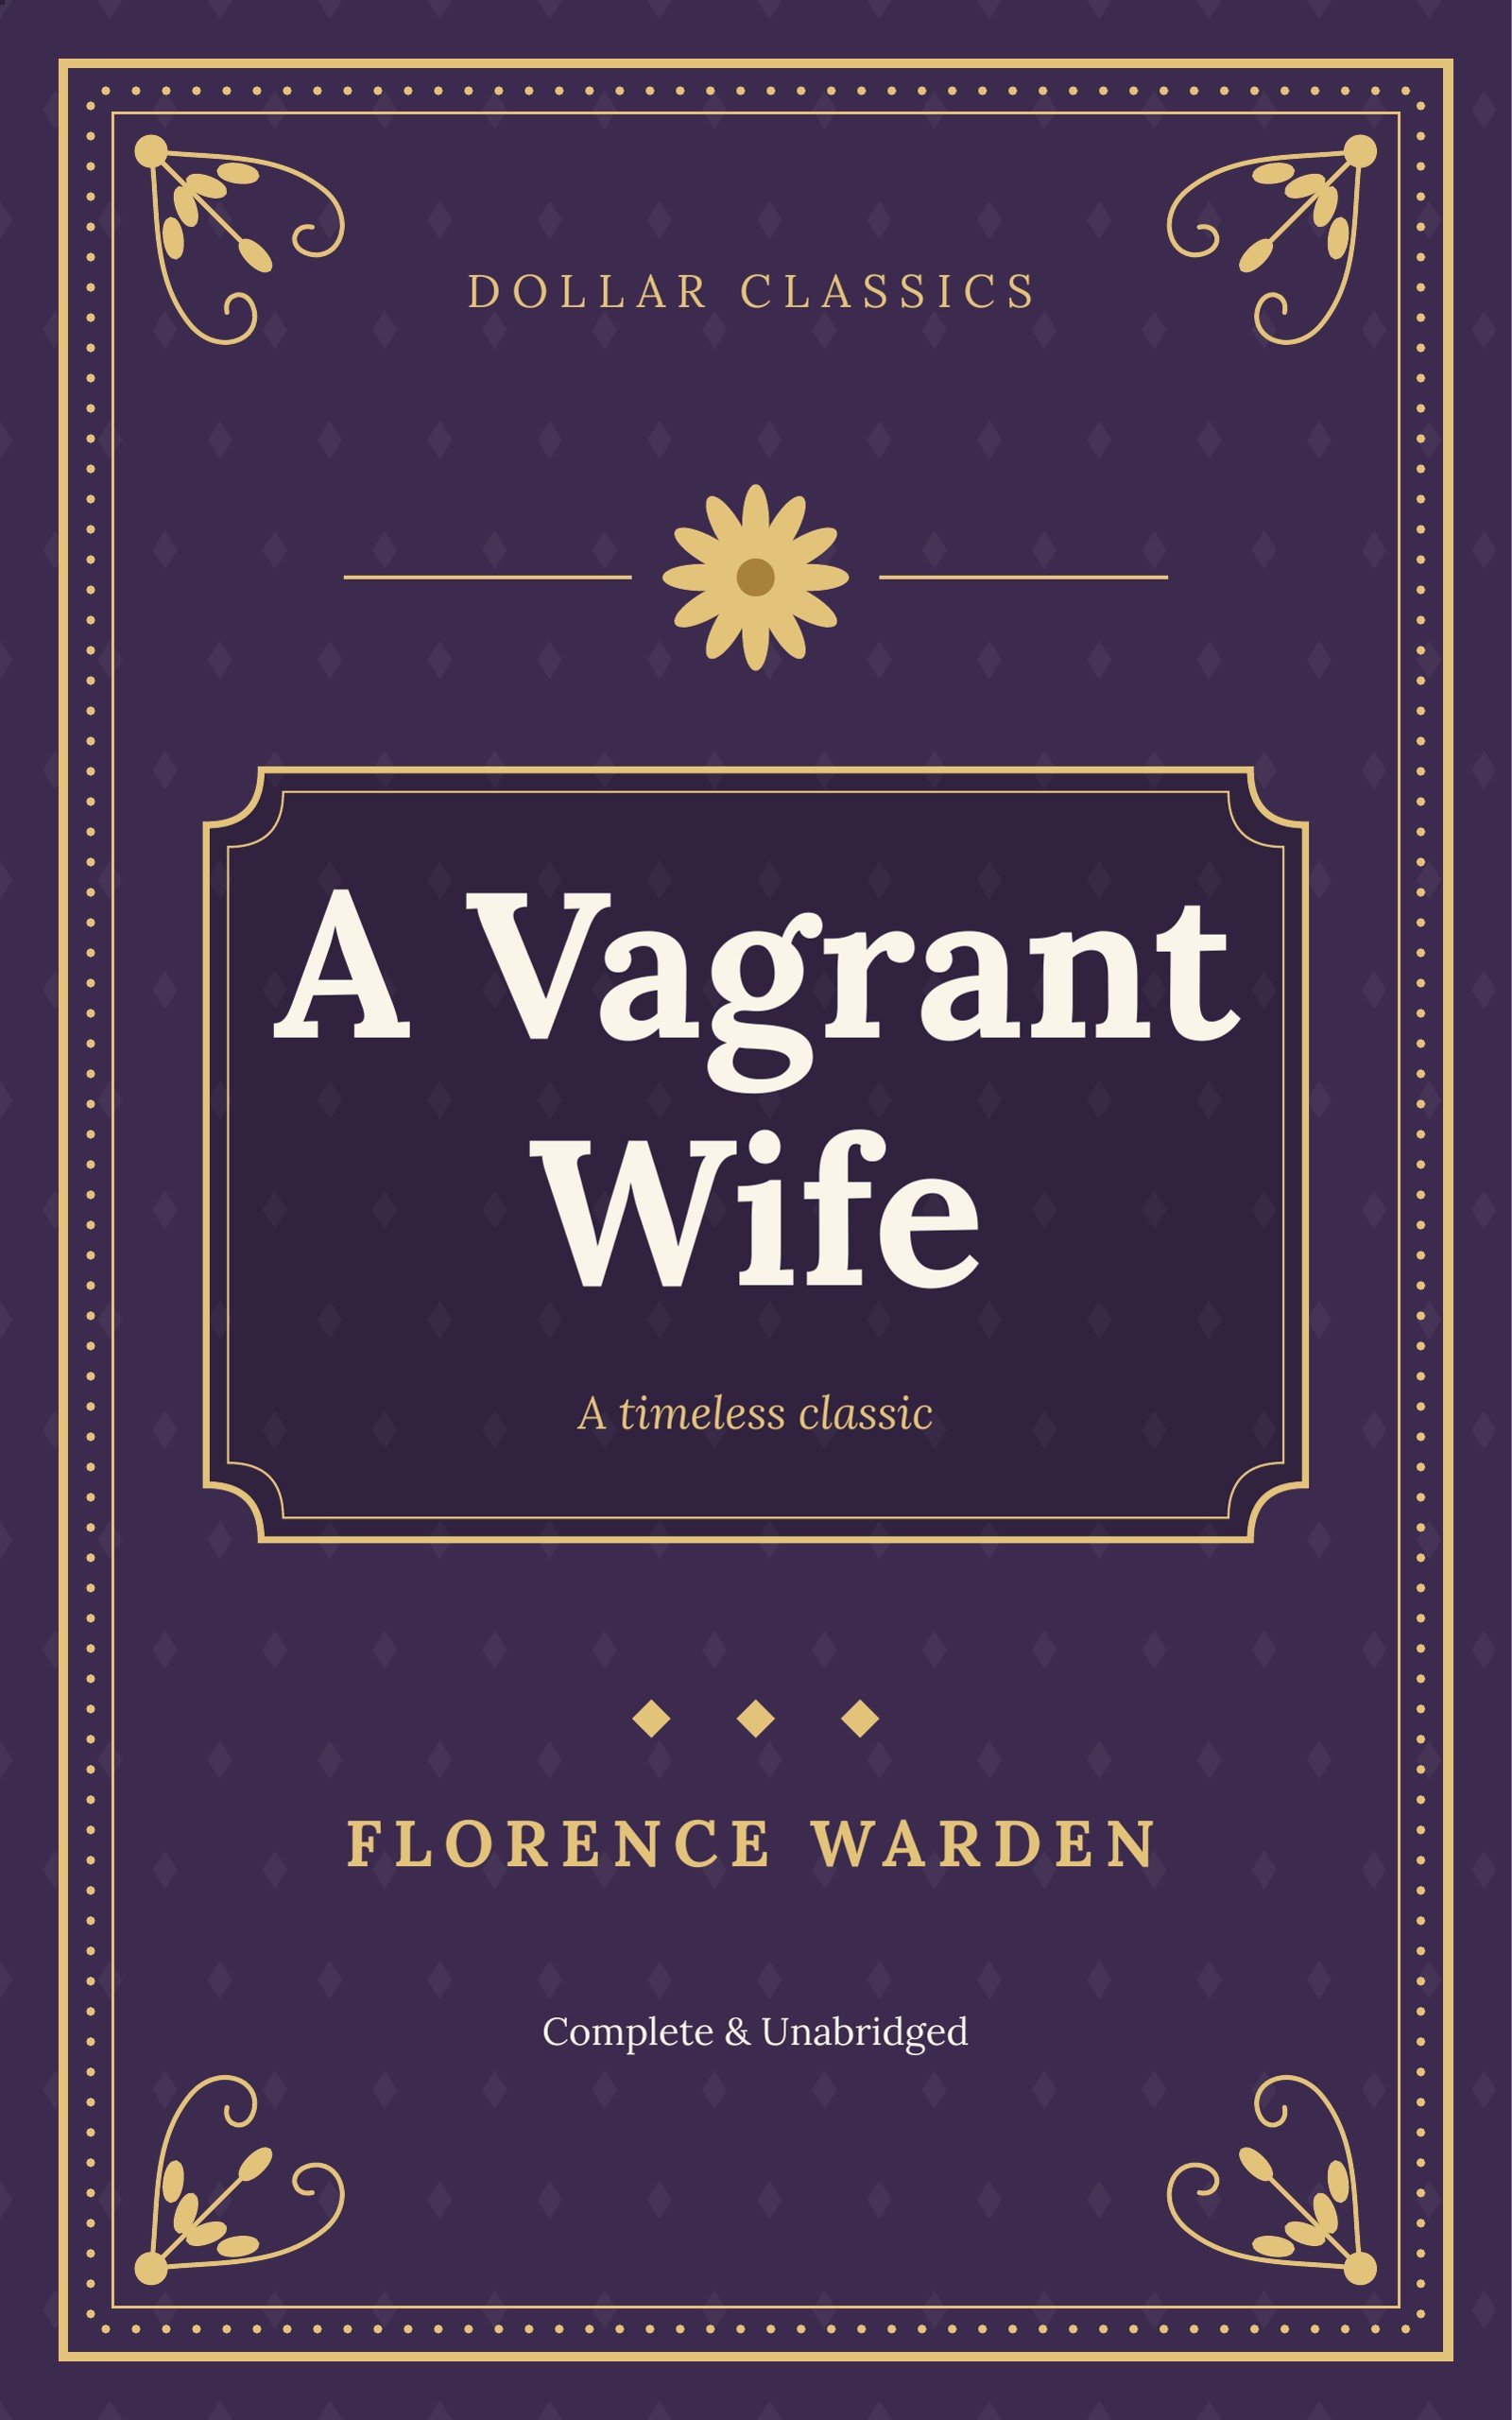 DOLLAR CLASSICS
A Vagrant
Wife
A timeless classic
FLORENCE WARDEN
Complete & Unabridged